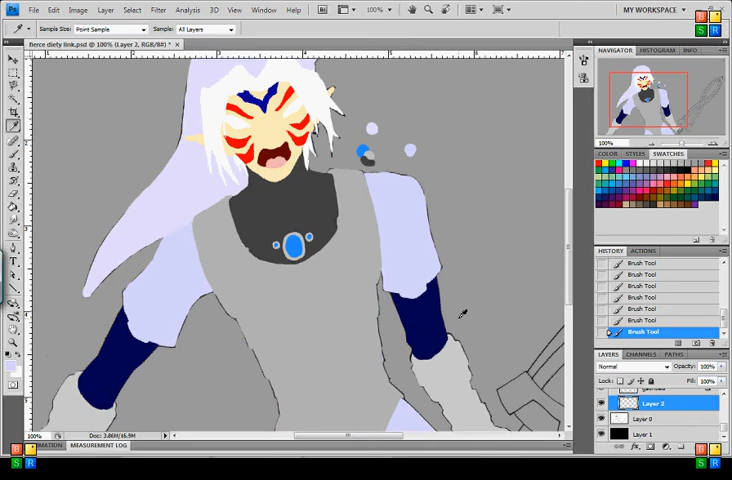 Ps
File Edit Image Layer Select Filter Analysis 3D View Window Help
100%
MY WORKSPACE
B
S R
Sample Size: Point Sample Sample: All Layers
fierce diety link.psd @ 100% (Layer 2, RGB/8#) *
NAVIGATOR HISTOGRAM INFO
100%
COLOR STYLES SWATCHES
HISTORY ACTIONS
Brush Tool
Brush Tool
Brush Tool
Brush Tool
Brush Tool
Brush Tool
Brush Tool
LAYERS CHANNELS PATHS
Normal Opacity: 100%
Lock: Fill: 100%
Layer 2
Layer 0
Layer 1
100% Doc: 3.86M/16.9M
MEASUREMENT LOG
B
S R
B
S R